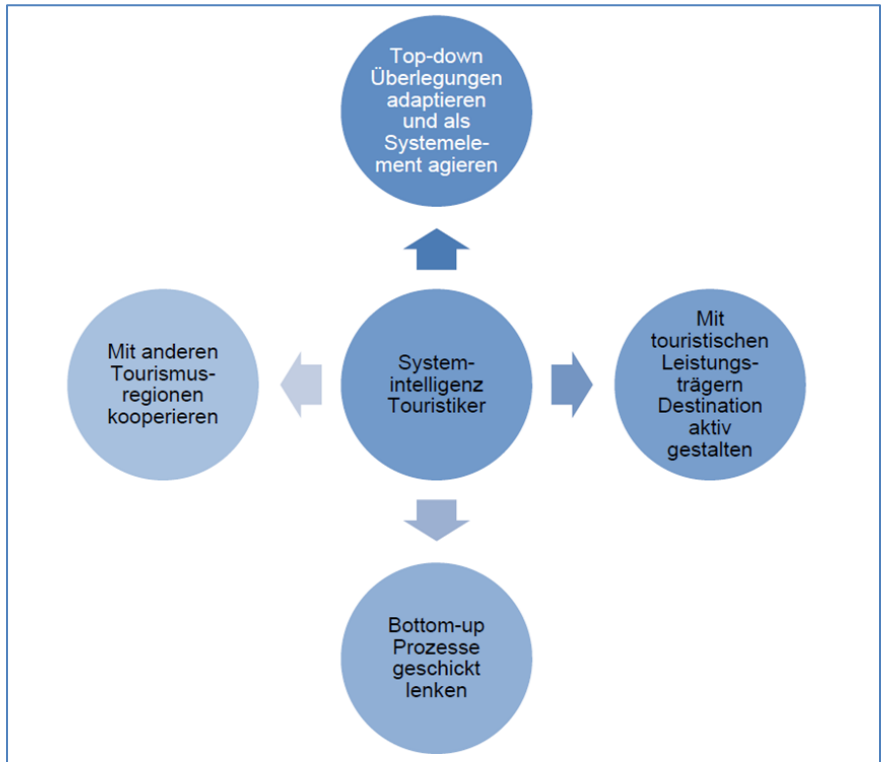 Top-down
Überlegungen
adaptieren
und als
Systemele-
ment agieren
Mit anderen
Tourismus-
regionen
kooperieren
System-
intelligenz
Touristiker
Mit
touristischen
Leistungs-
trägern
Destination
aktiv
gestalten
Bottom-up
Prozesse
geschickt
lenken